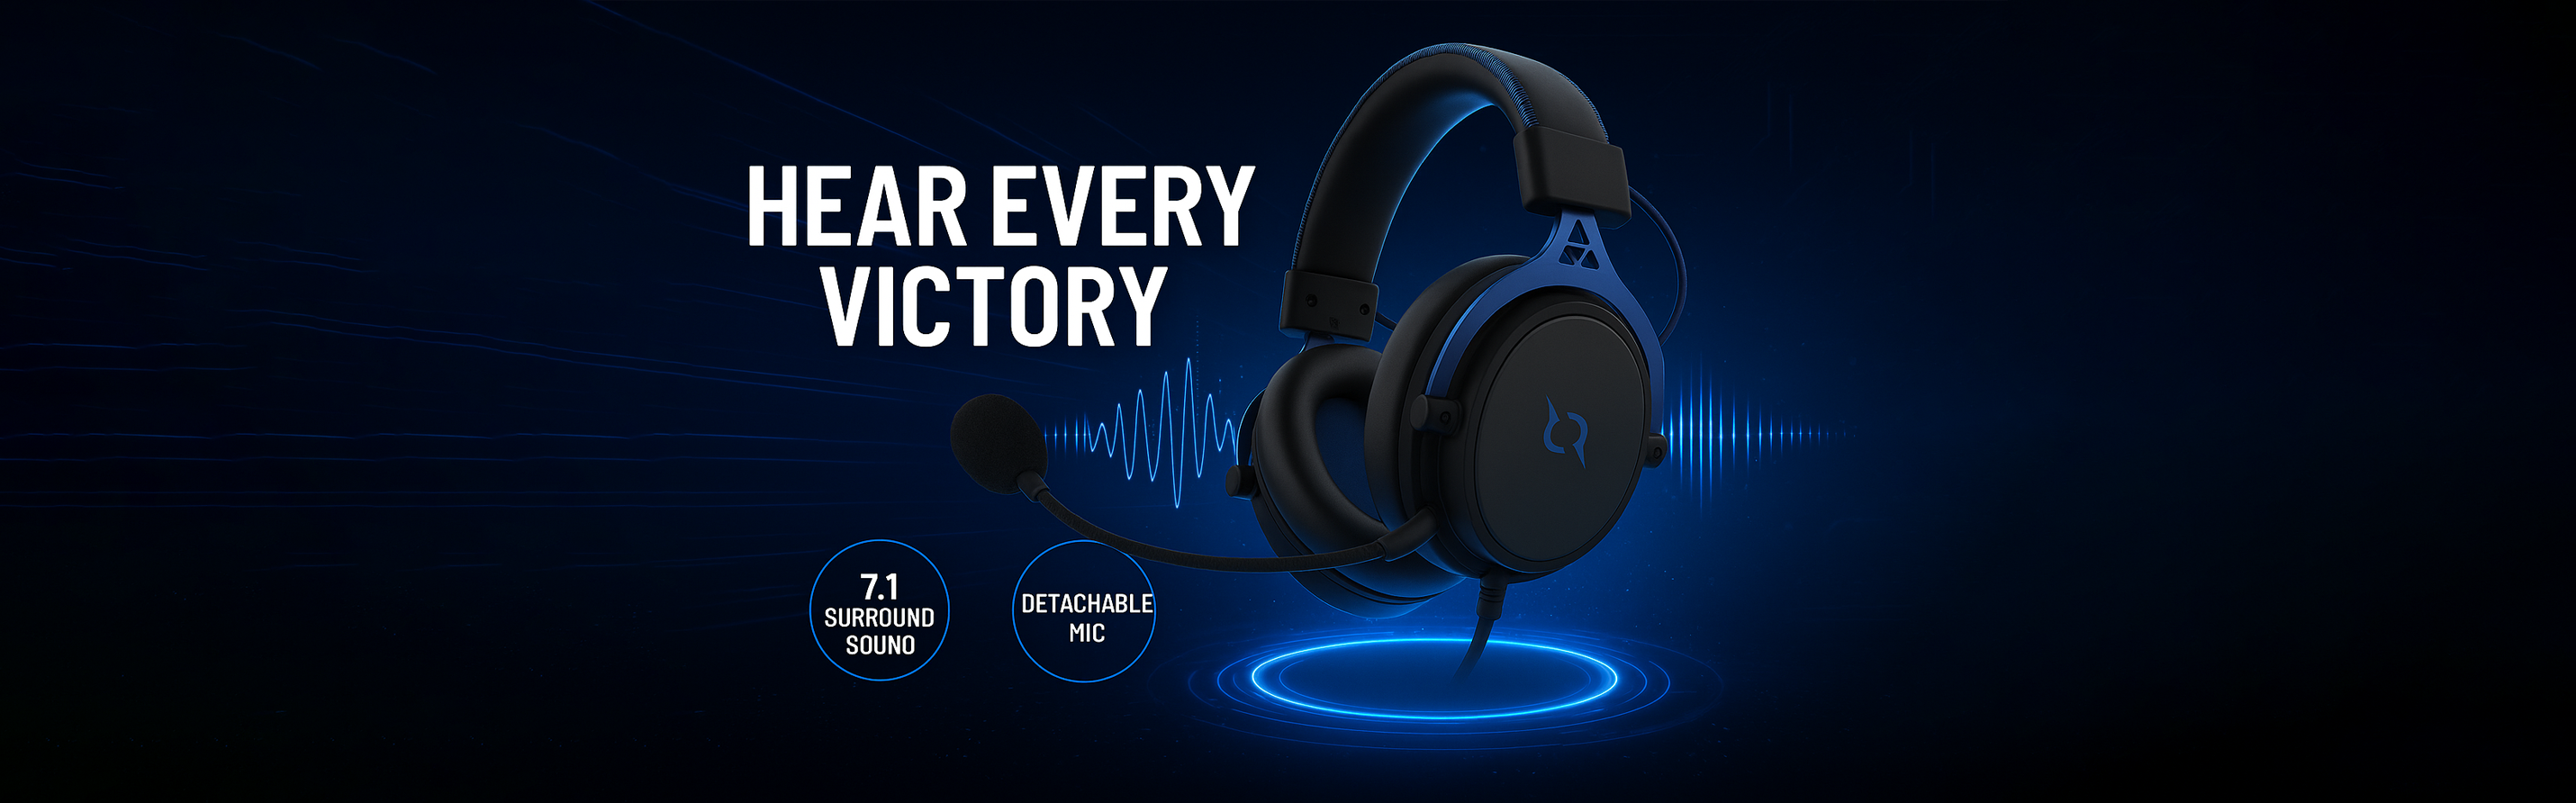 HEAR EVERY
VICTORY
7.1
SURROUND
SOUNO
DETACHABLE
MIC